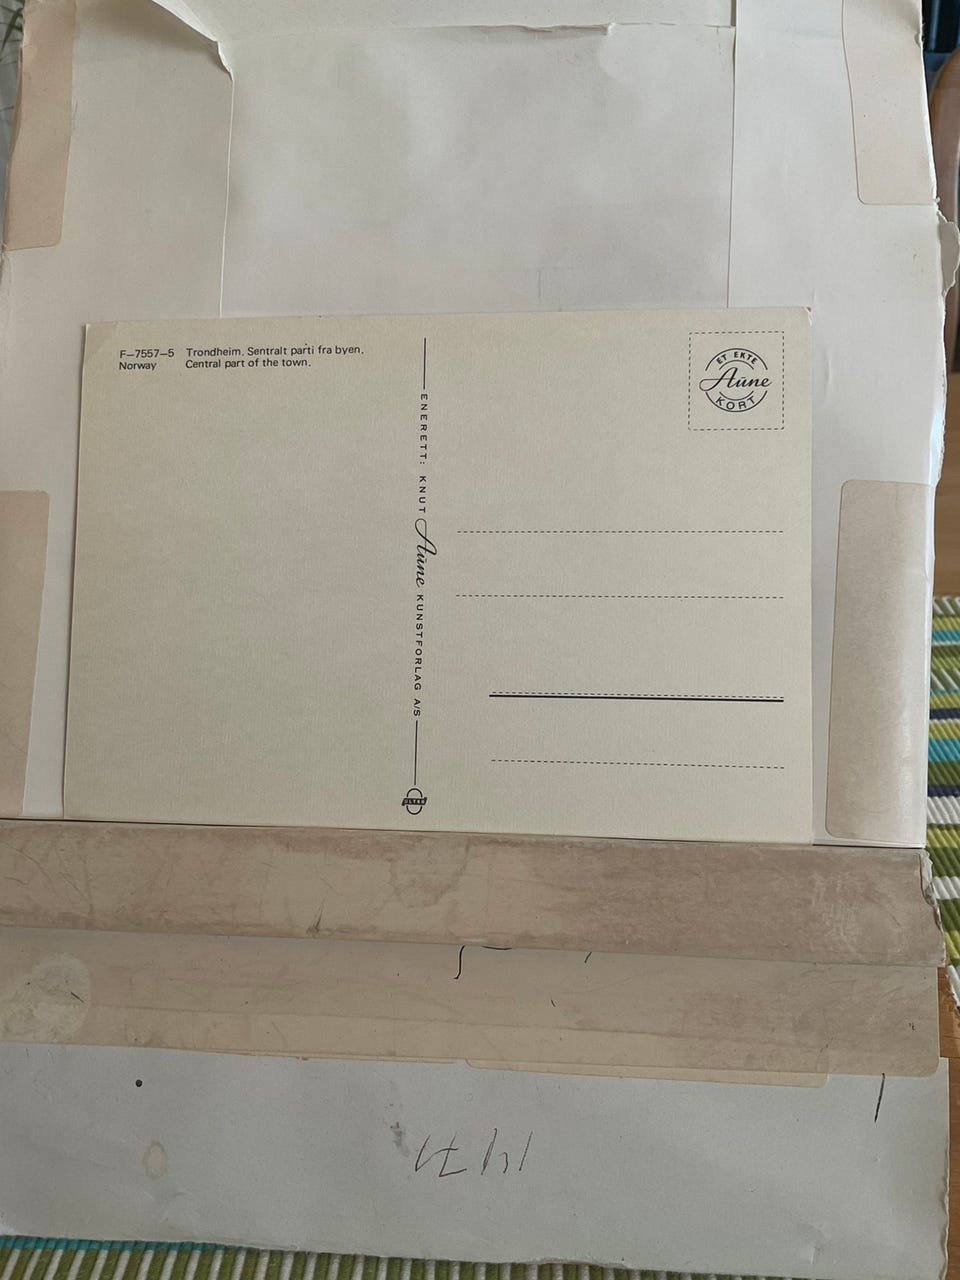 F–7557–5 Trondheim. Sentralt parti fra byen.
Norway Central part of the town.
ENERETT: KNUT Aune KUNSTFORLAG A/S
ET EKTE
Aune
KORT